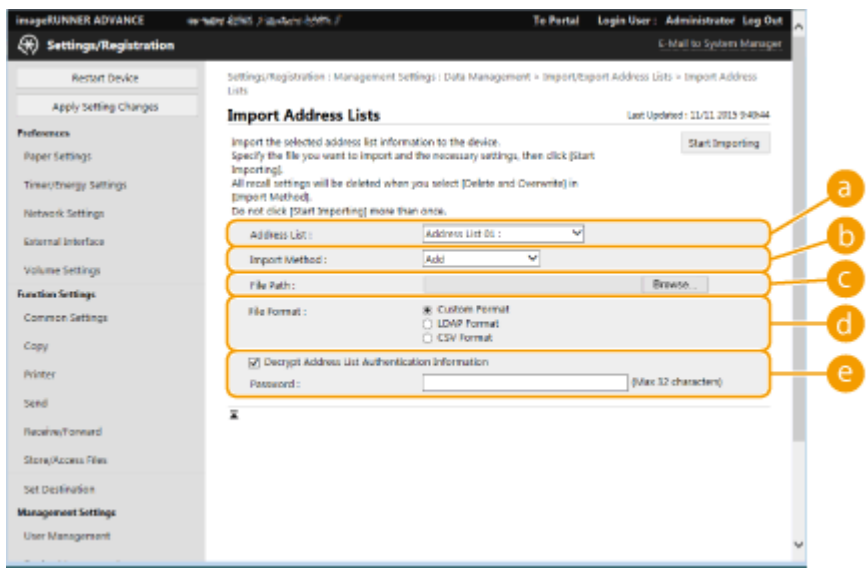 imageRUNNER ADVANCE
To Portal Login User : Administrator Log Out
Settings/Registration
E-Mail to System Manager
Restart Device
Apply Setting Changes
Preferences
Paper Settings
Timer/Energy Settings
Network Settings
External Interface
Volume Settings
Function Settings
Common Settings
Copy
Printer
Send
Receive/Forward
Store/Access Files
Set Destination
Management Settings
User Management
Settings/Registration : Management Settings : Data Management > Import/Export Address Lists > Import Address
Lists
Import Address Lists
Last Updated : 11/11 2015 9:40:44
Import the selected address list information to the device.
Specify the file you want to import and the necessary settings, then click [Start
Importing].
All recall settings will be deleted when you select [Delete and Overwrite] in
[Import Method].
Do not click [Start Importing] more than once.
Start Importing
Address List :
Address List 01 :
a
Import Method :
Add
b
File Path :
Browse...
c
File Format :
Custom Format
LDAP Format
CSV Format
d
Decrypt Address List Authentication Information
Password :
(Max 32 characters)
e